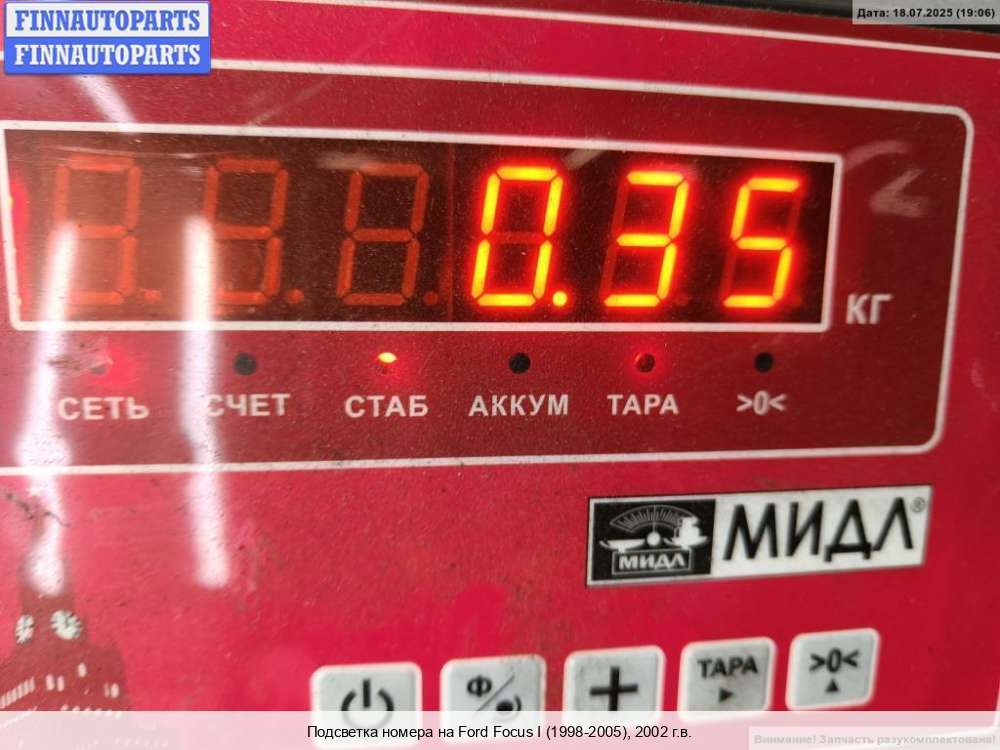 FINNAUTOPARTS
FINNAUTOPARTS
Дата: 18.07.2025 (19:06)
0.35
КГ
СЕТЬ СЧЕТ СТАБ АККУМ ТАРА >0<
МИДЛ МИДЛ®
Ф
+ ТАРА >0<
Подсветка номера на Ford Focus I (1998-2005), 2002 г.в.
Внимание! Запчасть разукомплектована!